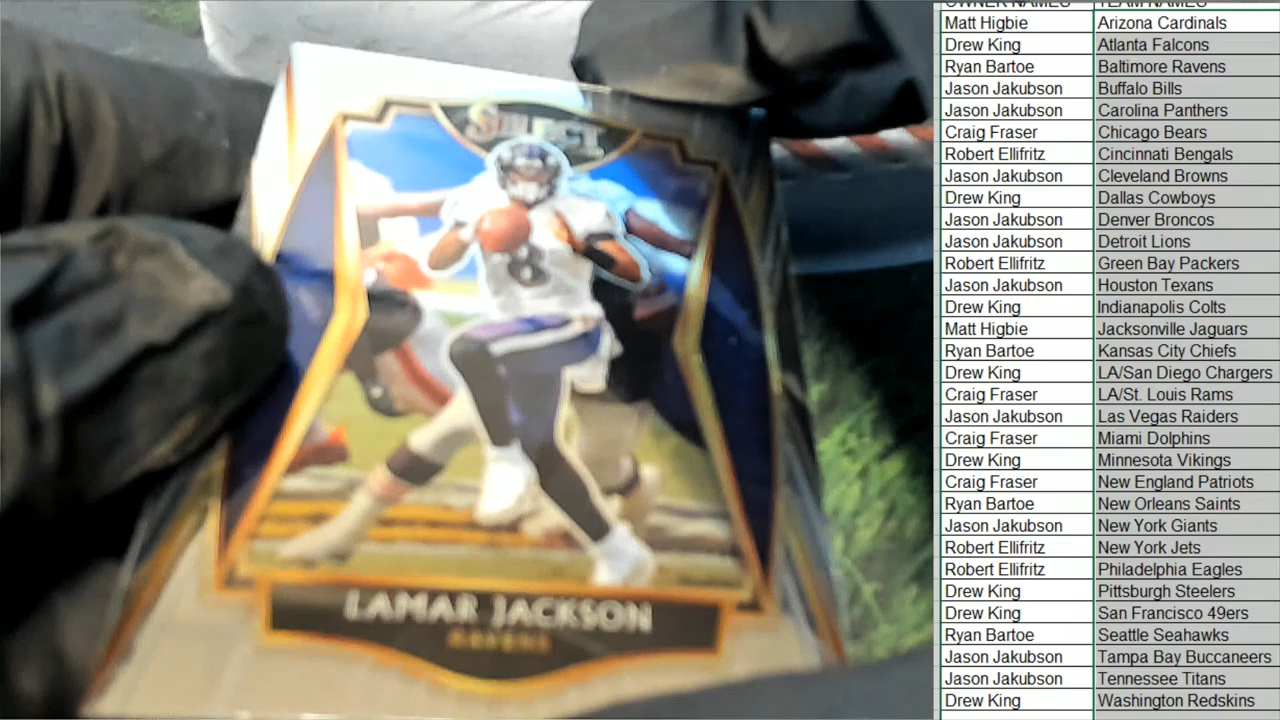 SELECT
8
LAMAR JACKSON
RAVENS
OWNER NAMES TEAM NAMES
Matt Higbie Arizona Cardinals
Drew King Atlanta Falcons
Ryan Bartoe Baltimore Ravens
Jason Jakubson Buffalo Bills
Jason Jakubson Carolina Panthers
Craig Fraser Chicago Bears
Robert Ellifritz Cincinnati Bengals
Jason Jakubson Cleveland Browns
Drew King Dallas Cowboys
Jason Jakubson Denver Broncos
Jason Jakubson Detroit Lions
Robert Ellifritz Green Bay Packers
Jason Jakubson Houston Texans
Drew King Indianapolis Colts
Matt Higbie Jacksonville Jaguars
Ryan Bartoe Kansas City Chiefs
Drew King LA/San Diego Chargers
Craig Fraser LA/St. Louis Rams
Jason Jakubson Las Vegas Raiders
Craig Fraser Miami Dolphins
Drew King Minnesota Vikings
Craig Fraser New England Patriots
Ryan Bartoe New Orleans Saints
Jason Jakubson New York Giants
Robert Ellifritz New York Jets
Robert Ellifritz Philadelphia Eagles
Drew King Pittsburgh Steelers
Drew King San Francisco 49ers
Ryan Bartoe Seattle Seahawks
Jason Jakubson Tampa Bay Buccaneers
Jason Jakubson Tennessee Titans
Drew King Washington Redskins